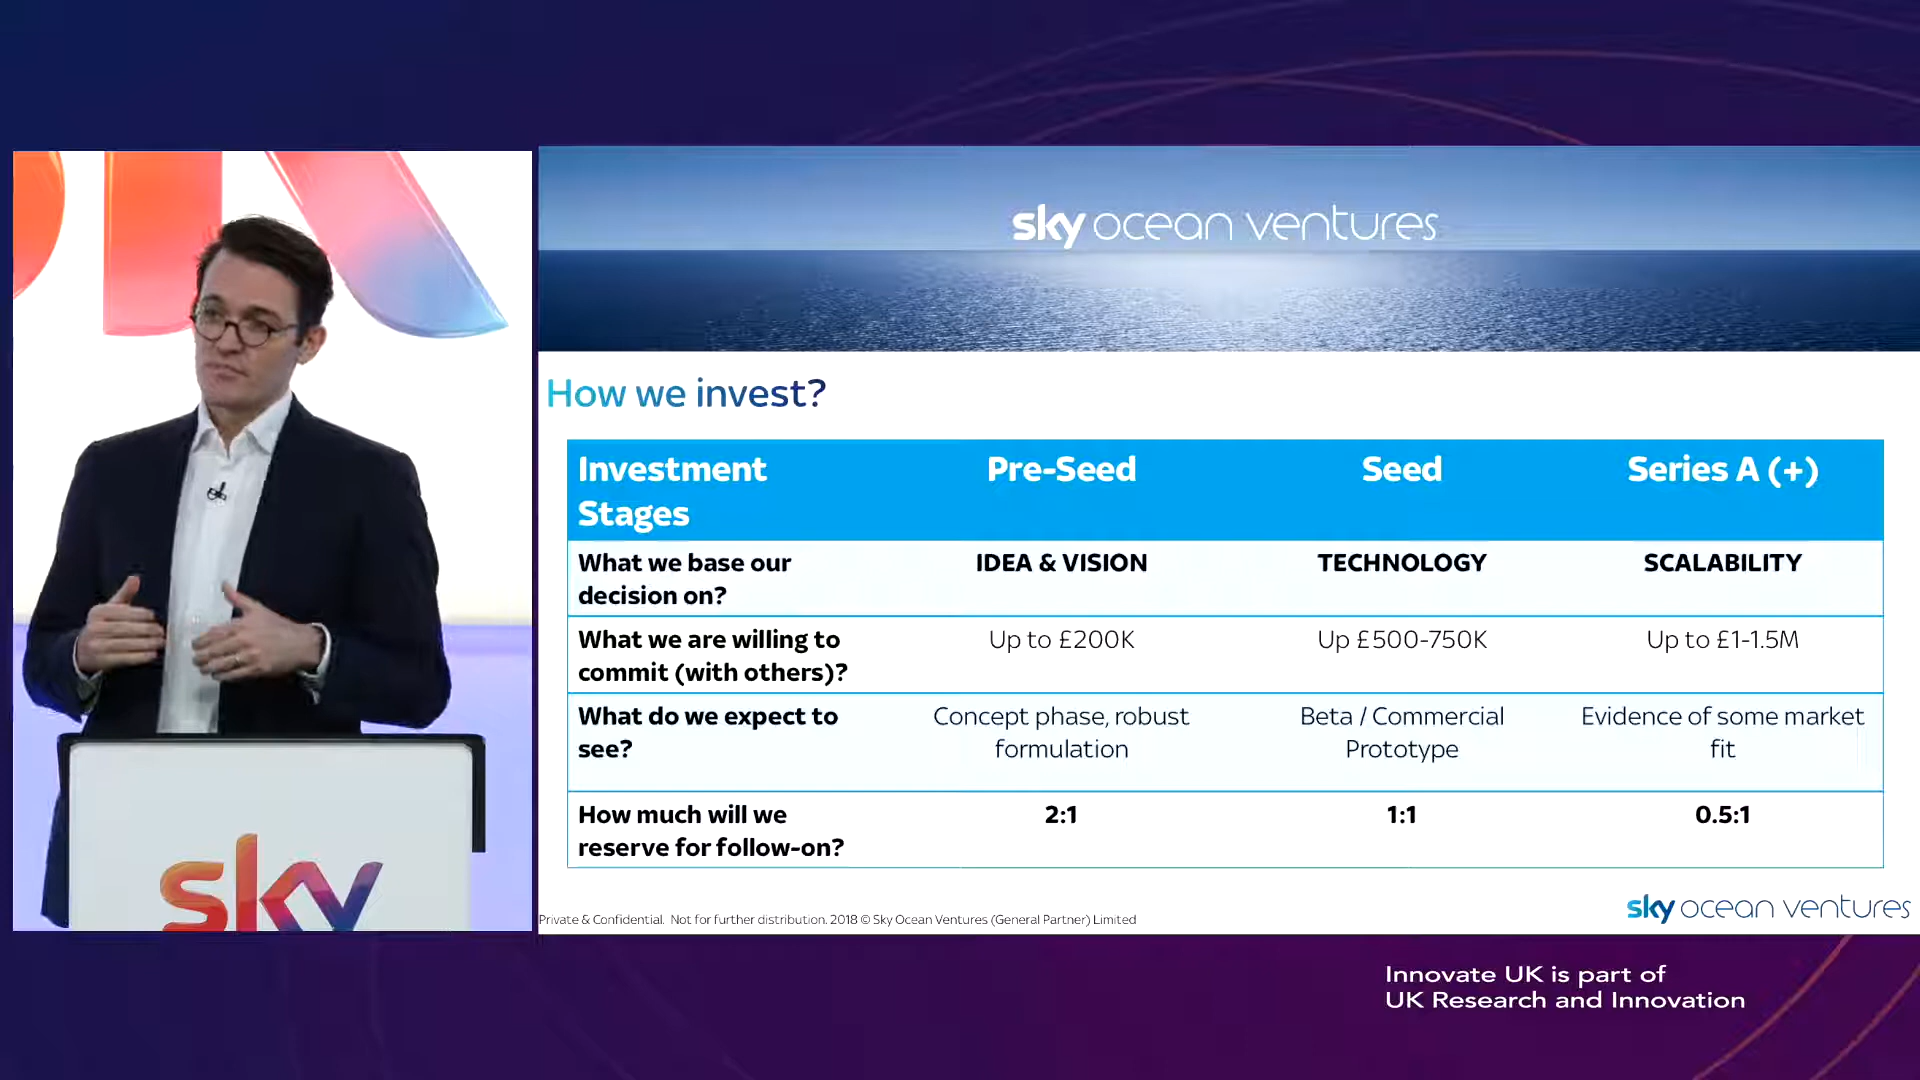 sky
sky ocean ventures
How we invest?
Investment Stages Pre-Seed Seed Series A (+)
What we base our decision on? IDEA & VISION TECHNOLOGY SCALABILITY
What we are willing to commit (with others)? Up to £200K Up £500-750K Up to £1-1.5M
What do we expect to see? Concept phase, robust formulation Beta / Commercial Prototype Evidence of some market fit
How much will we reserve for follow-on? 2:1 1:1 0.5:1
Private & Confidential. Not for further distribution. 2018 © Sky Ocean Ventures (General Partner) Limited
sky ocean ventures
Innovate UK is part of
UK Research and Innovation